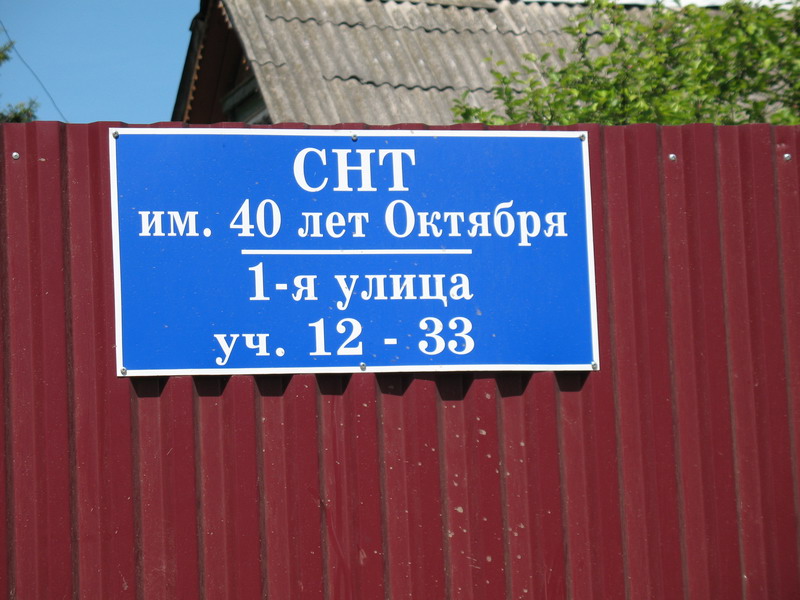 СНТ
им. 40 лет Октября
1-я улица
уч. 12 - 33